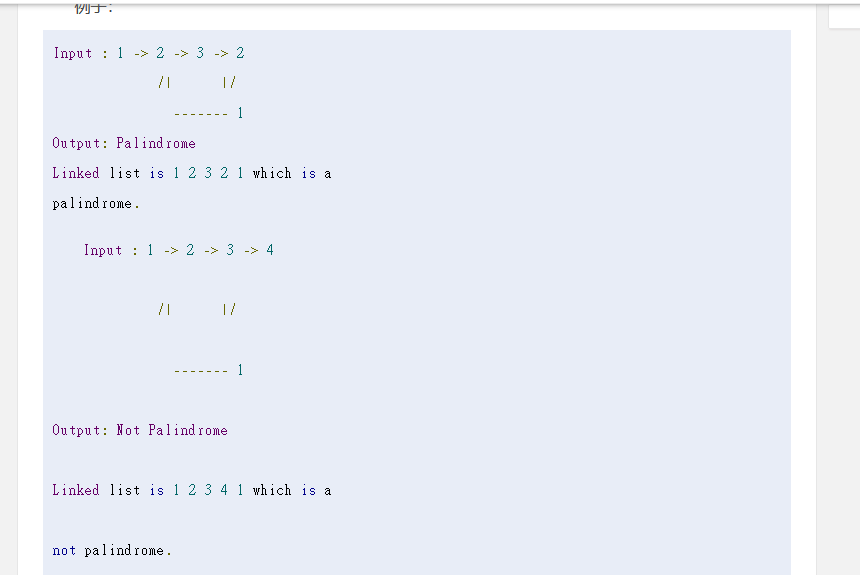 例子:
Input : 1 -> 2 -> 3 -> 2
/| |/
------- 1
Output: Palindrome
Linked list is 1 2 3 2 1 which is a
palindrome.
Input : 1 -> 2 -> 3 -> 4
/| |/
------- 1
Output: Not Palindrome
Linked list is 1 2 3 4 1 which is a
not palindrome.